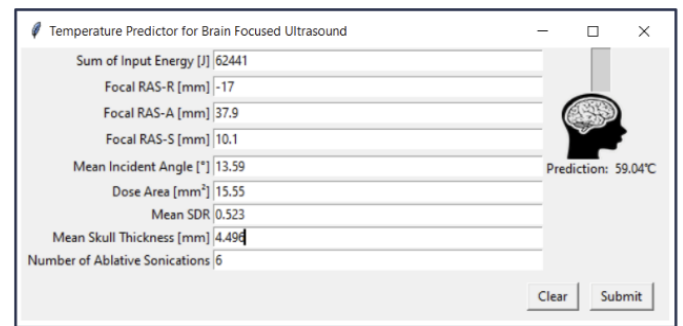 Temperature Predictor for Brain Focused Ultrasound
Sum of Input Energy [J] 62441
Focal RAS-R [mm] -17
Focal RAS-A [mm] 37.9
Focal RAS-S [mm] 10.1
Mean Incident Angle [°] 13.59
Prediction: 59.04℃
Dose Area [mm²] 15.55
Mean SDR 0.523
Mean Skull Thickness [mm] 4.496
Number of Ablative Sonications 6
Clear Submit